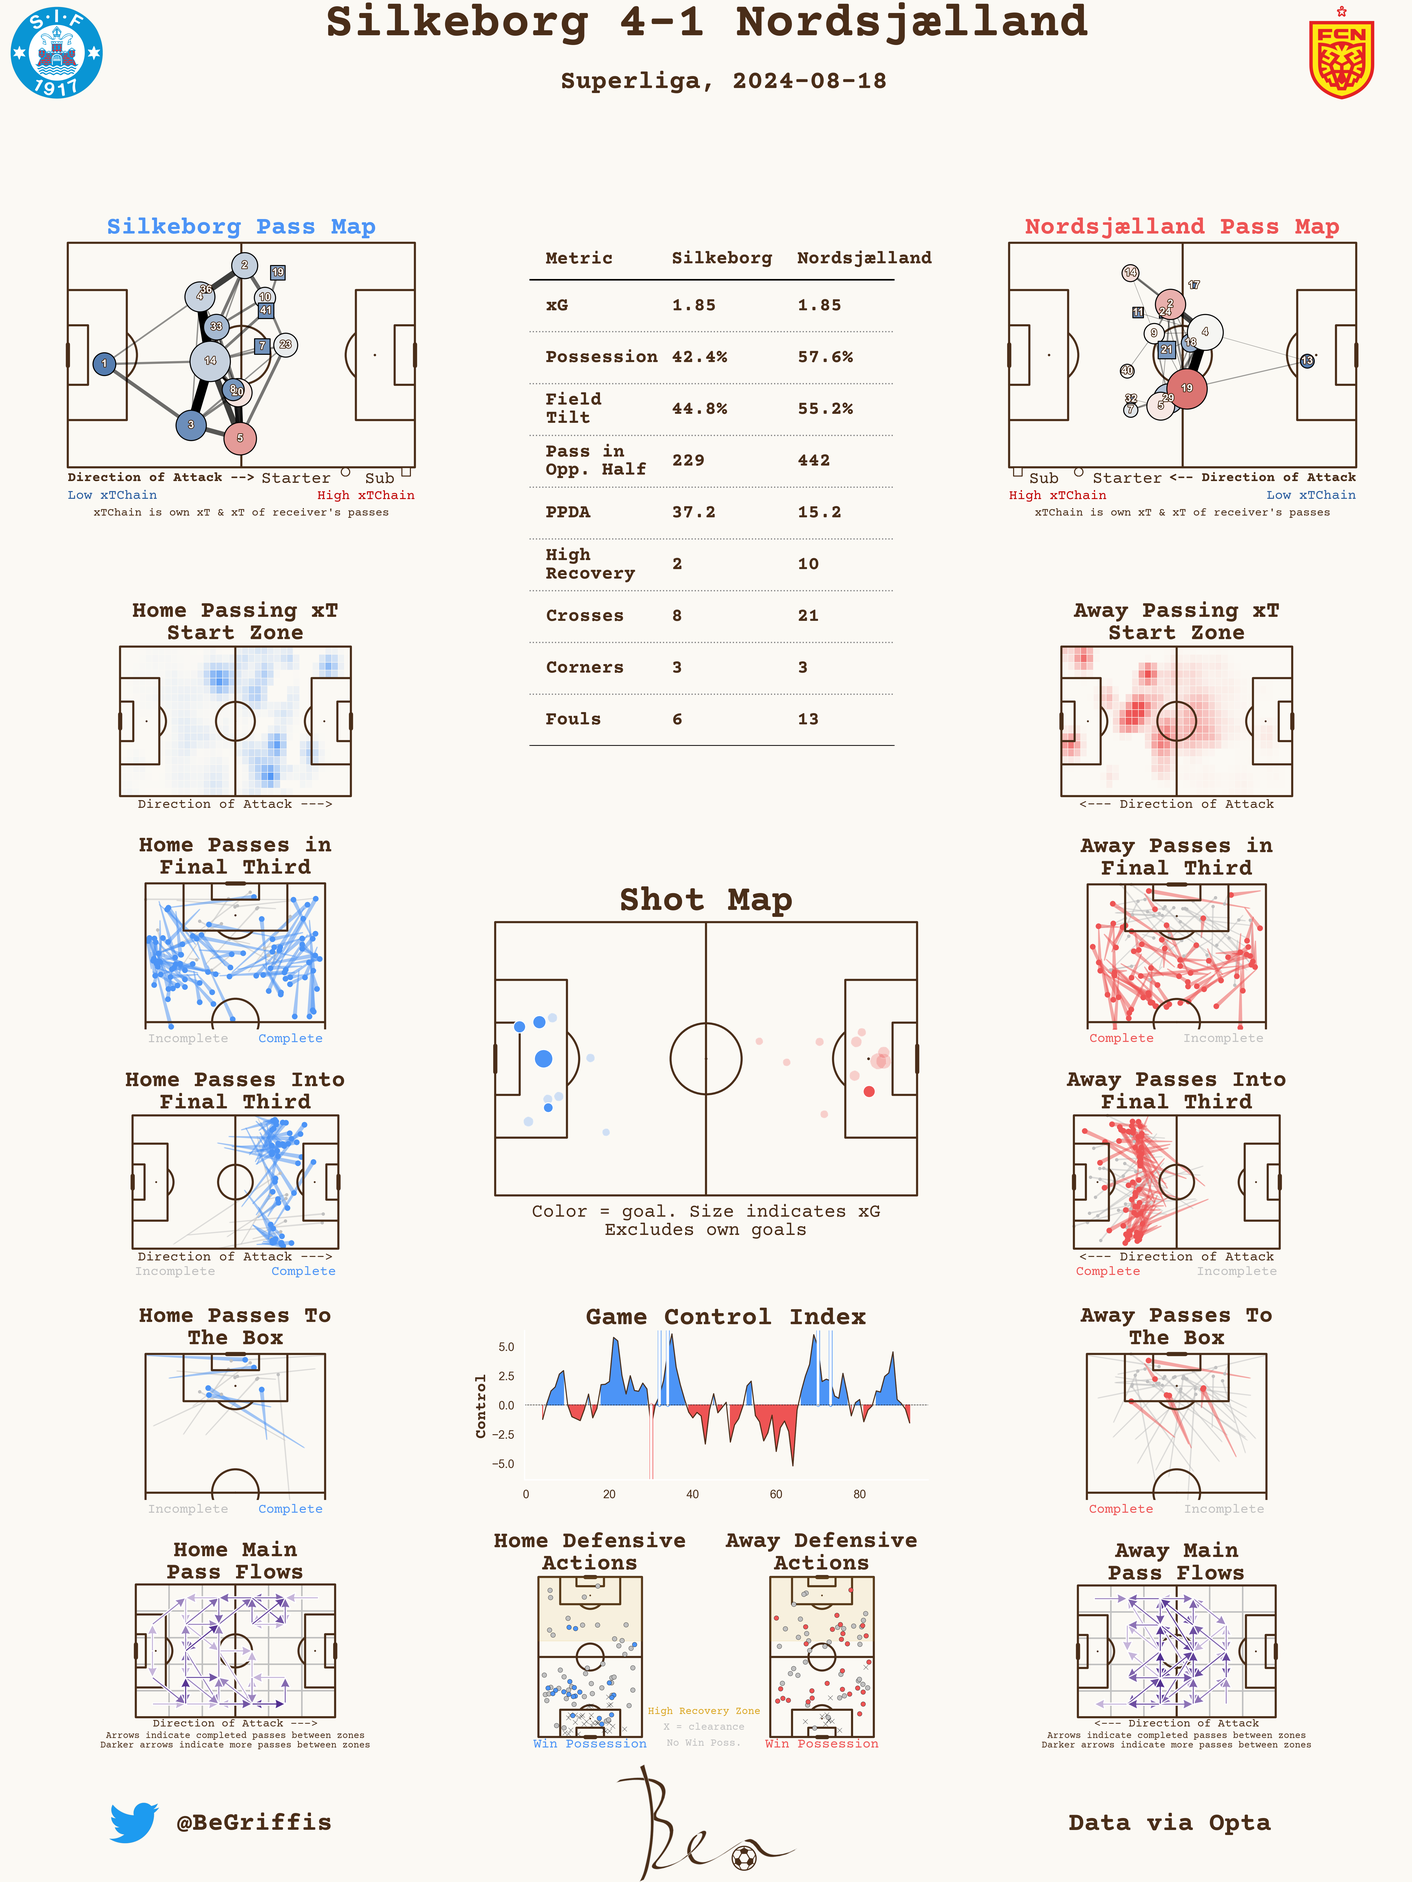 Silkeborg 4-1 Nordsjælland
Superliga, 2024-08-18
S·I·F
1917
FCN
Silkeborg Pass Map
2
19
36
4
10
41
33
7
23
14
1
8
20
3
5
Direction of Attack --> Starter Sub
Low xTChain High xTChain
xTChain is own xT & xT of receiver's passes
Metric Silkeborg Nordsjælland
xG 1.85 1.85
Possession 42.4% 57.6%
Field
Tilt 44.8% 55.2%
Pass in
Opp. Half 229 442
PPDA 37.2 15.2
High
Recovery 2 10
Crosses 8 21
Corners 3 3
Fouls 6 13
Nordsjælland Pass Map
14
17
2
11
24
9
4
18
21
13
40
19
32
29
7
5
Sub Starter <-- Direction of Attack
High xTChain Low xTChain
xTChain is own xT & xT of receiver's passes
Home Passing xT
Start Zone
Direction of Attack --->
Away Passing xT
Start Zone
<--- Direction of Attack
Home Passes in
Final Third
Incomplete Complete
Away Passes in
Final Third
Complete Incomplete
Shot Map
Color = goal. Size indicates xG
Excludes own goals
Home Passes Into
Final Third
Direction of Attack --->
Incomplete Complete
Away Passes Into
Final Third
<--- Direction of Attack
Complete Incomplete
Home Passes To
The Box
Incomplete Complete
Game Control Index
Control
5.0
2.5
0.0
−2.5
−5.0
0 20 40 60 80
Away Passes To
The Box
Complete Incomplete
Home Main
Pass Flows
Direction of Attack --->
Arrows indicate completed passes between zones
Darker arrows indicate more passes between zones
Home Defensive
Actions
Win Possession
High Recovery Zone
X = clearance
No Win Poss.
Away Defensive
Actions
Win Possession
Away Main
Pass Flows
<--- Direction of Attack
Arrows indicate completed passes between zones
Darker arrows indicate more passes between zones
@BeGriffis
Ben
Data via Opta